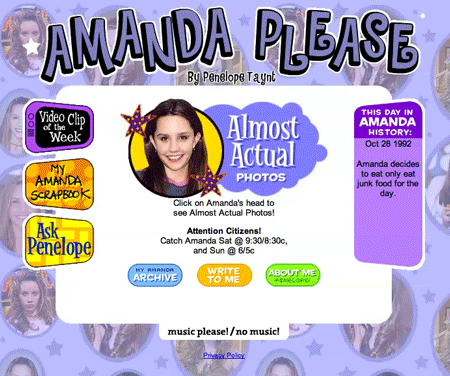 AMANDA PLEASE
By Penelope Taynt
Video Clip
of the
Week
MY
AMANDA
SCRAPBOOK
Ask
Penelope
Almost
Actual
PHOTOS
Click on Amanda's head to
see Almost Actual Photos!
Attention Citizens!
Catch Amanda Sat @ 9:30/8:30c,
and Sun @ 6/5c
MY AMANDA
ARCHIVE
WRITE
TO ME
ABOUT ME
PENELOPE!
THIS DAY IN
AMANDA
HISTORY:
Oct 28 1992
Amanda decides
to eat only eat
junk food for the
day.
music please! / no music!
Privacy Policy